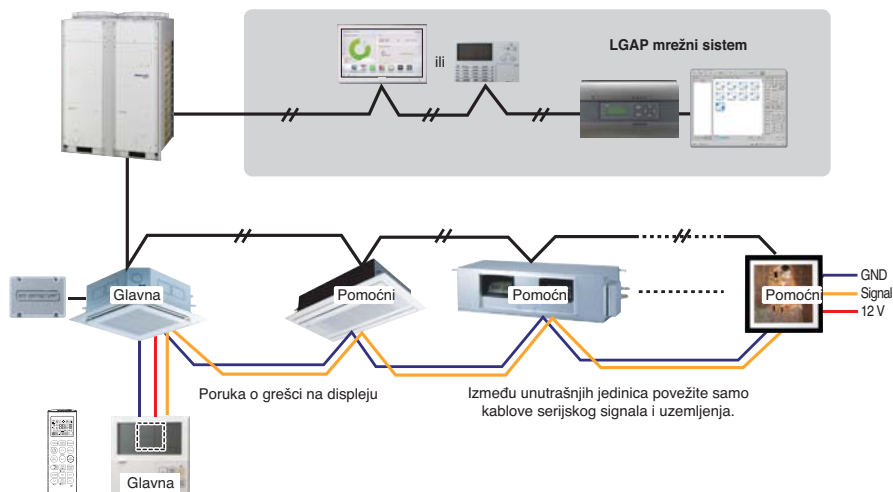 LGAP mrežni sistem
ili
Glavna
Pomoćni
Pomoćni
Pomoćni
GND
Signal
12 V
Poruka o grešci na displeju
Između unutrašnjih jedinica povežite samo
kablove serijskog signala i uzemljenja.
Glavna